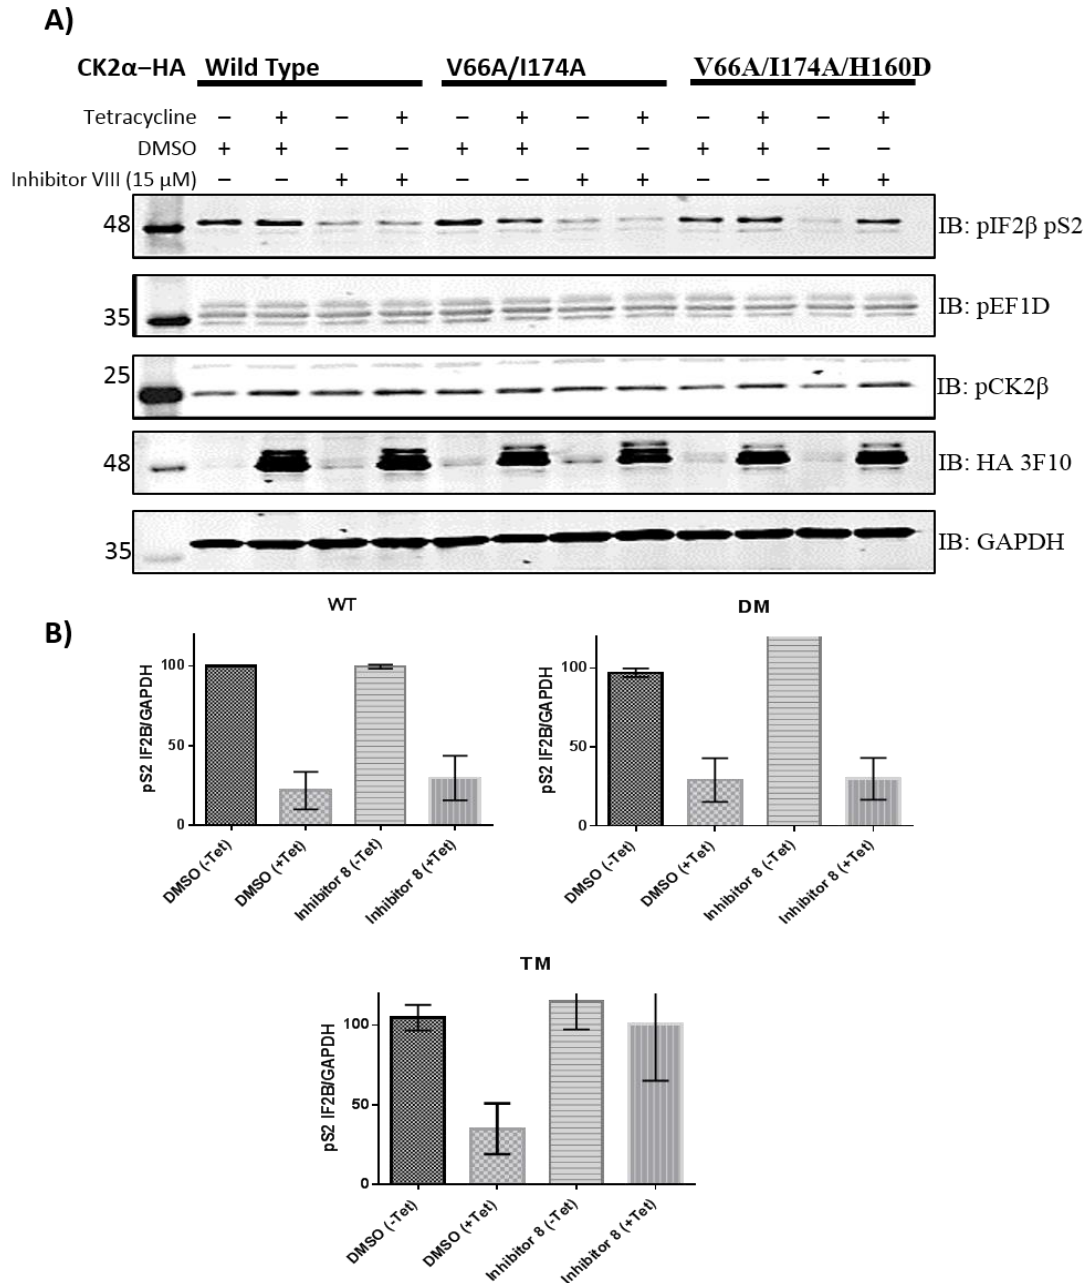 A)
CK2α–HA Wild Type V66A/I174A V66A/I174A/H160D
Tetracycline – + – + – + – + – + – +
DMSO + + – – + + – – + + – –
Inhibitor VIII (15 µM) – – + + – – + + – – + +
48 IB: pIF2β pS2
35 IB: pEF1D
25 IB: pCK2β
48 IB: HA 3F10
35 IB: GAPDH
B)
WT
pS2 IF2B/GAPDH
100
50
0
DMSO (-Tet)
DMSO (+Tet)
Inhibitor 8 (-Tet)
Inhibitor 8 (+Tet)
DM
pS2 IF2B/GAPDH
100
50
0
DMSO (-Tet)
DMSO (+Tet)
Inhibitor 8 (-Tet)
Inhibitor 8 (+Tet)
TM
pS2 IF2B/GAPDH
100
50
0
DMSO (-Tet)
DMSO (+Tet)
Inhibitor 8 (-Tet)
Inhibitor 8 (+Tet)